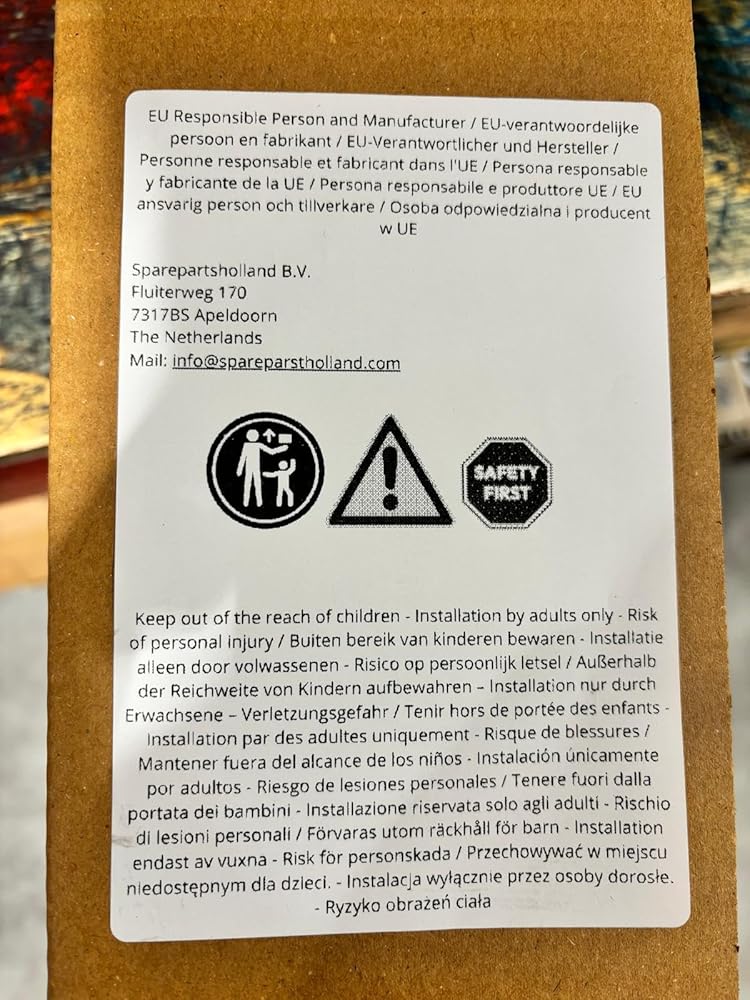 EU Responsible Person and Manufacturer / EU-verantwoordelijke
persoon en fabrikant / EU-Verantwortlicher und Hersteller /
Personne responsable et fabricant dans l'UE / Persona responsable
y fabricante de la UE / Persona responsabile e produttore UE / EU
ansvarig person och tillverkare / Osoba odpowiedzialna i producent
w UE
Sparepartsholland B.V.
Fluiterweg 170
7317BS Apeldoorn
The Netherlands
Mail: info@spareparstholland.com
SAFETY
FIRST
Keep out of the reach of children - Installation by adults only - Risk
of personal injury / Buiten bereik van kinderen bewaren - Installatie
alleen door volwassenen - Risico op persoonlijk letsel / Außerhalb
der Reichweite von Kindern aufbewahren – Installation nur durch
Erwachsene – Verletzungsgefahr / Tenir hors de portée des enfants -
Installation par des adultes uniquement - Risque de blessures /
Mantener fuera del alcance de los niños - Instalación únicamente
por adultos - Riesgo de lesiones personales / Tenere fuori dalla
portata dei bambini - Installazione riservata solo agli adulti - Rischio
di lesioni personali / Förvaras utom räckhåll för barn - Installation
endast av vuxna - Risk för personskada / Przechowywać w miejscu
niedostępnym dla dzieci. - Instalacja wyłącznie przez osoby dorosłe.
- Ryzyko obrażeń ciała